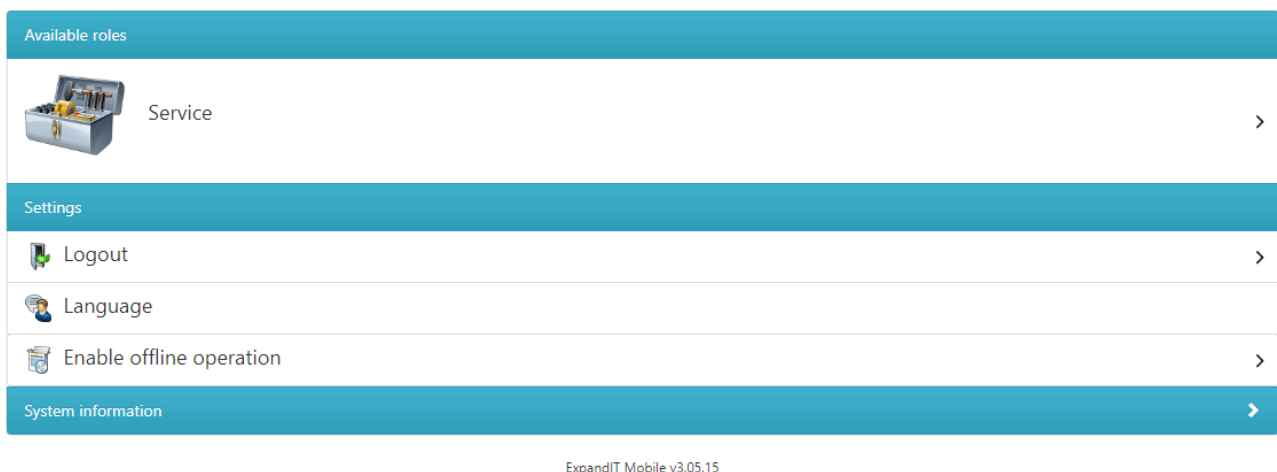 Available roles
Service
Settings
Logout
Language
Enable offline operation
System information
ExpandIT Mobile v3.05.15